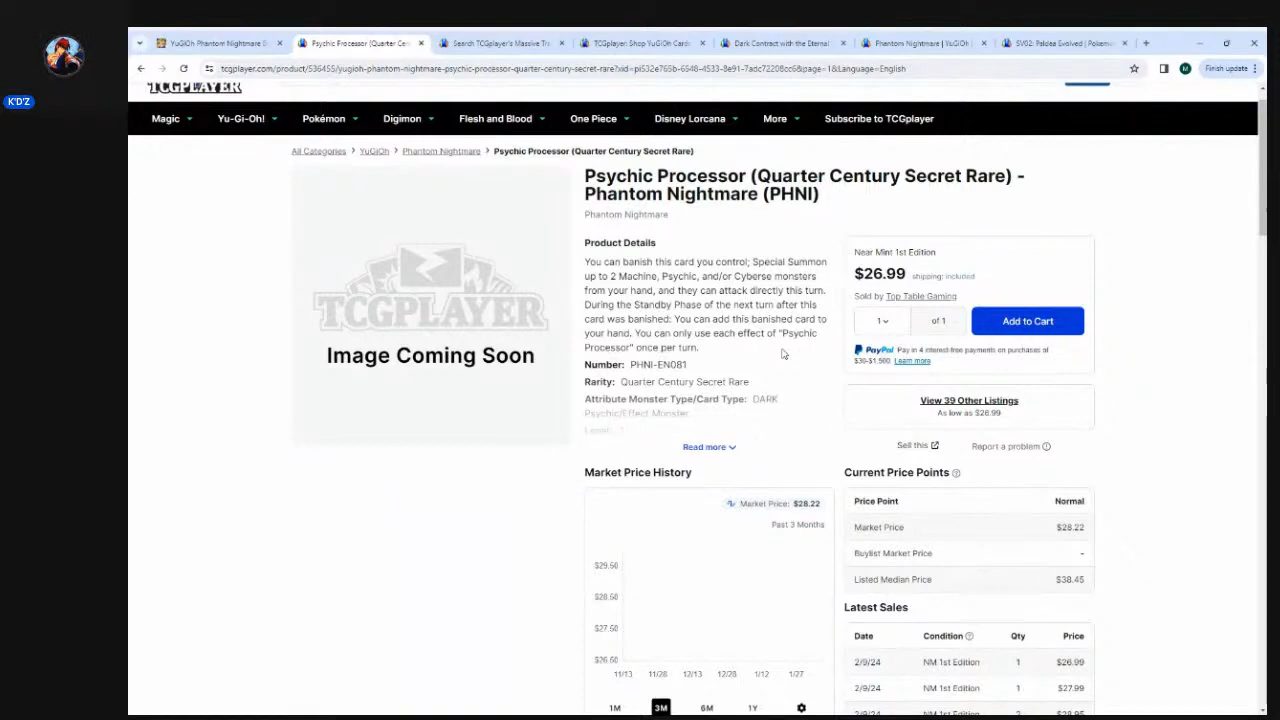 YuGiOh Phantom Nightmare S
Psychic Processor (Quarter Cen
Search TCGplayer's Massive Tra
TCGplayer: Shop YuGiOh Cards
Dark Contract with the Eternal
Phantom Nightmare | YuGiOh
SV02: Paldea Evolved | Pokem
tcgplayer.com/product/536455/yugioh-phantom-nightmare-psychic-processor-quarter-century-secret-rare?xid=pi532e765b-6548-4533-8e91-7adc72208cc6&page=1&Language=English
M
Finish update
K'D'Z
TCGPLAYER
Magic
Yu-Gi-Oh!
Pokémon
Digimon
Flesh and Blood
One Piece
Disney Lorcana
More
Subscribe to TCGplayer
All Categories > YuGiOh > Phantom Nightmare > Psychic Processor (Quarter Century Secret Rare)
TCGPLAYER
Image Coming Soon
Psychic Processor (Quarter Century Secret Rare) -
Phantom Nightmare (PHNI)
Phantom Nightmare
Product Details
You can banish this card you control; Special Summon
up to 2 Machine, Psychic, and/or Cyberse monsters
from your hand, and they can attack directly this turn.
During the Standby Phase of the next turn after this
card was banished: You can add this banished card to
your hand. You can only use each effect of "Psychic
Processor" once per turn.
Number: PHNI-EN081
Rarity: Quarter Century Secret Rare
Attribute Monster Type/Card Type: DARK
Psychic/Effect Monster
Level: 1
Read more
Near Mint 1st Edition
$26.99 shipping: included
Sold by Top Table Gaming
1
of 1
Add to Cart
PayPal Pay in 4 interest-free payments on purchases of
$30-$1,500. Learn more
View 39 Other Listings
As low as $26.99
Sell this
Report a problem
Market Price History
Market Price: $28.22
Past 3 Months
$29.50
$28.50
$27.50
$26.50
11/13 11/28 12/13 12/28 1/12 1/27
1M 3M 6M 1Y
Current Price Points
Price Point Normal
Market Price $28.22
Buylist Market Price -
Listed Median Price $38.45
Latest Sales
Date Condition Qty Price
2/9/24 NM 1st Edition 1 $26.99
2/9/24 NM 1st Edition 1 $27.99
2/9/24 NM 1st Edition 2 $28.95